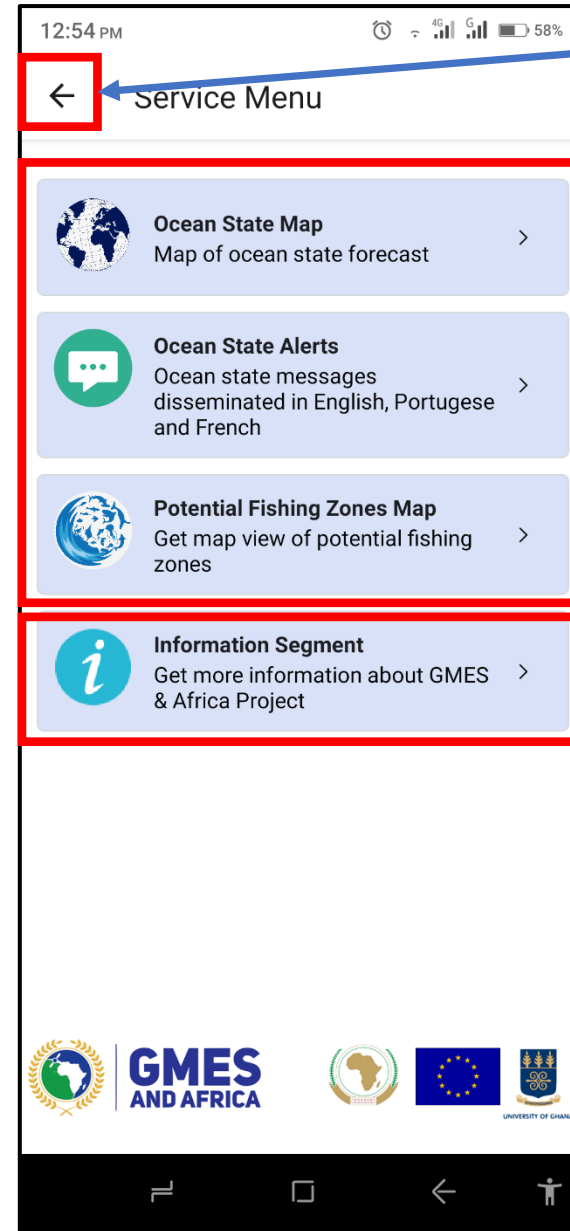 12:54 PM
4G
G
58%
Service Menu
Ocean State Map
Map of ocean state forecast
Ocean State Alerts
Ocean state messages
disseminated in English, Portugese
and French
Potential Fishing Zones Map
Get map view of potential fishing
zones
i
Information Segment
Get more information about GMES
& Africa Project
GMES
AND AFRICA
UNIVERSITY OF GHANA